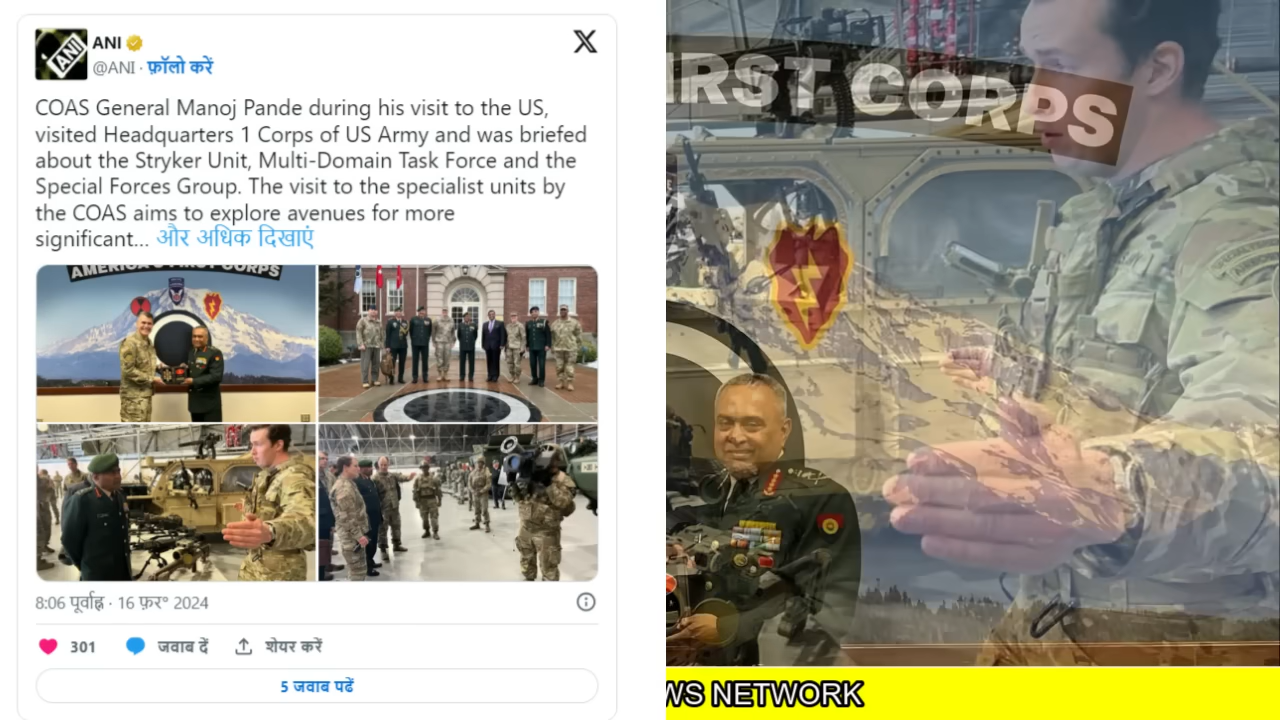 ANI
ANI
@ANI · फ़ॉलो करें
COAS General Manoj Pande during his visit to the US,
visited Headquarters 1 Corps of US Army and was briefed
about the Stryker Unit, Multi-Domain Task Force and the
Special Forces Group. The visit to the specialist units by
the COAS aims to explore avenues for more
significant... और अधिक दिखाएं
AMERICA'S FIRST CORPS
8:06 पूर्वाह्न · 16 फ़र॰ 2024
301 जवाब दें शेयर करें
5 जवाब पढें
IRST CORPS
WS NETWORK